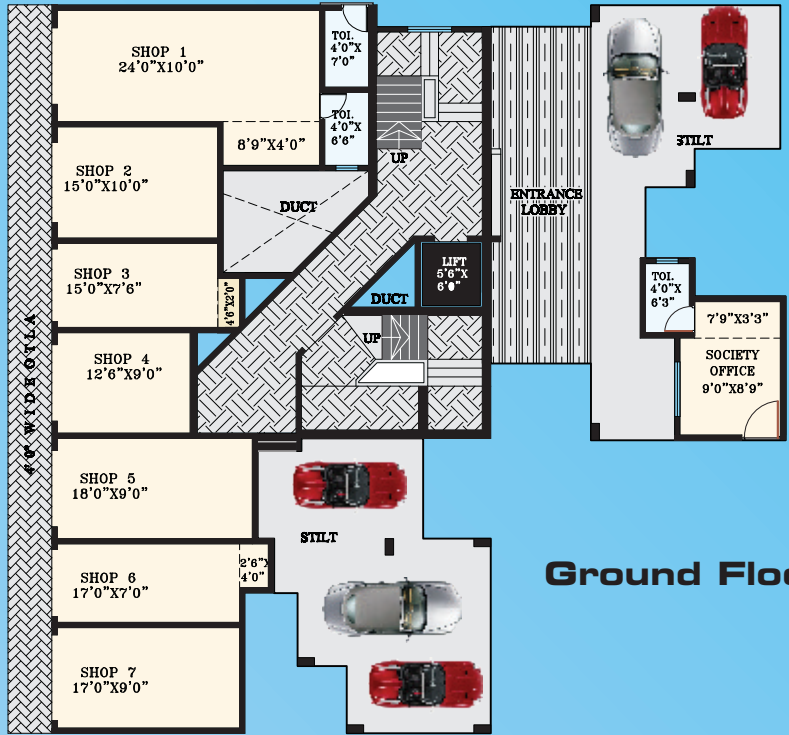 SHOP 1
24'0"X10'0"
TOI.
4'0"X
7'0"
TOI.
4'0"X
6'6"
8'9"X4'0"
UP
SHOP 2
15'0"X10'0"
DUCT
ENTRANCE
LOBBY
STILT
SHOP 3
15'0"X7'6"
4'6"X2'0"
LIFT
5'6"X
6'0"
DUCT
TOI.
4'0"X
6'3"
7'9"X3'3"
SOCIETY
OFFICE
9'0"X8'9"
UP
SHOP 4
12'6"X9'0"
4'0" WIDE OTLA
SHOP 5
18'0"X9'0"
STILT
SHOP 6
17'0"X7'0"
2'6"X
4'0"
Ground Floo
SHOP 7
17'0"X9'0"